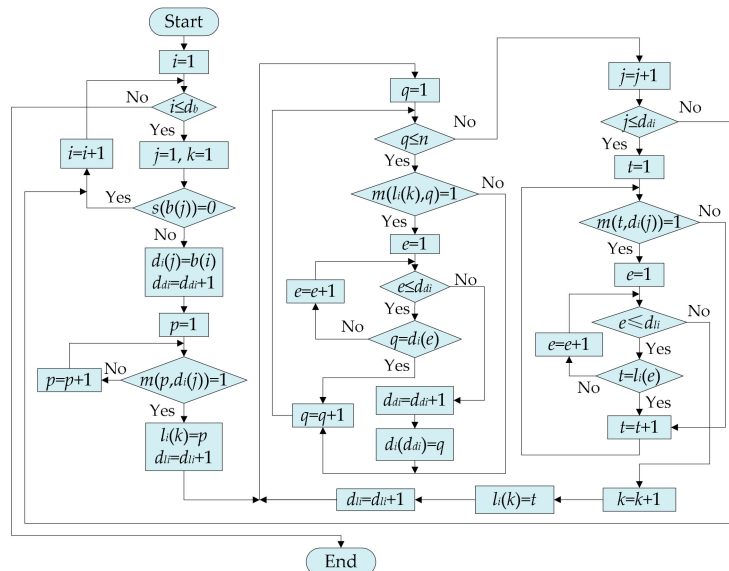 Start
i=1
No
i≤db
Yes
i=i+1
j=1, k=1
Yes
s(b(j))=0
No
di(j)=b(i)
ddi=ddi+1
p=1
No
p=p+1
m(p,di(j))=1
Yes
li(k)=p
dli=dli+1
q=1
No
q≤n
Yes
No
m(li(k),q)=1
Yes
e=1
No
e=e+1
e≤ddi
Yes
No
q=di(e)
Yes
q=q+1
ddi=ddi+1
di(ddi)=q
j=j+1
No
j≤ddi
Yes
t=1
m(t,di(j))=1
No
Yes
e=1
No
e≤dli
e=e+1
Yes
No
t=li(e)
Yes
t=t+1
dli=dli+1
li(k)=t
k=k+1
End